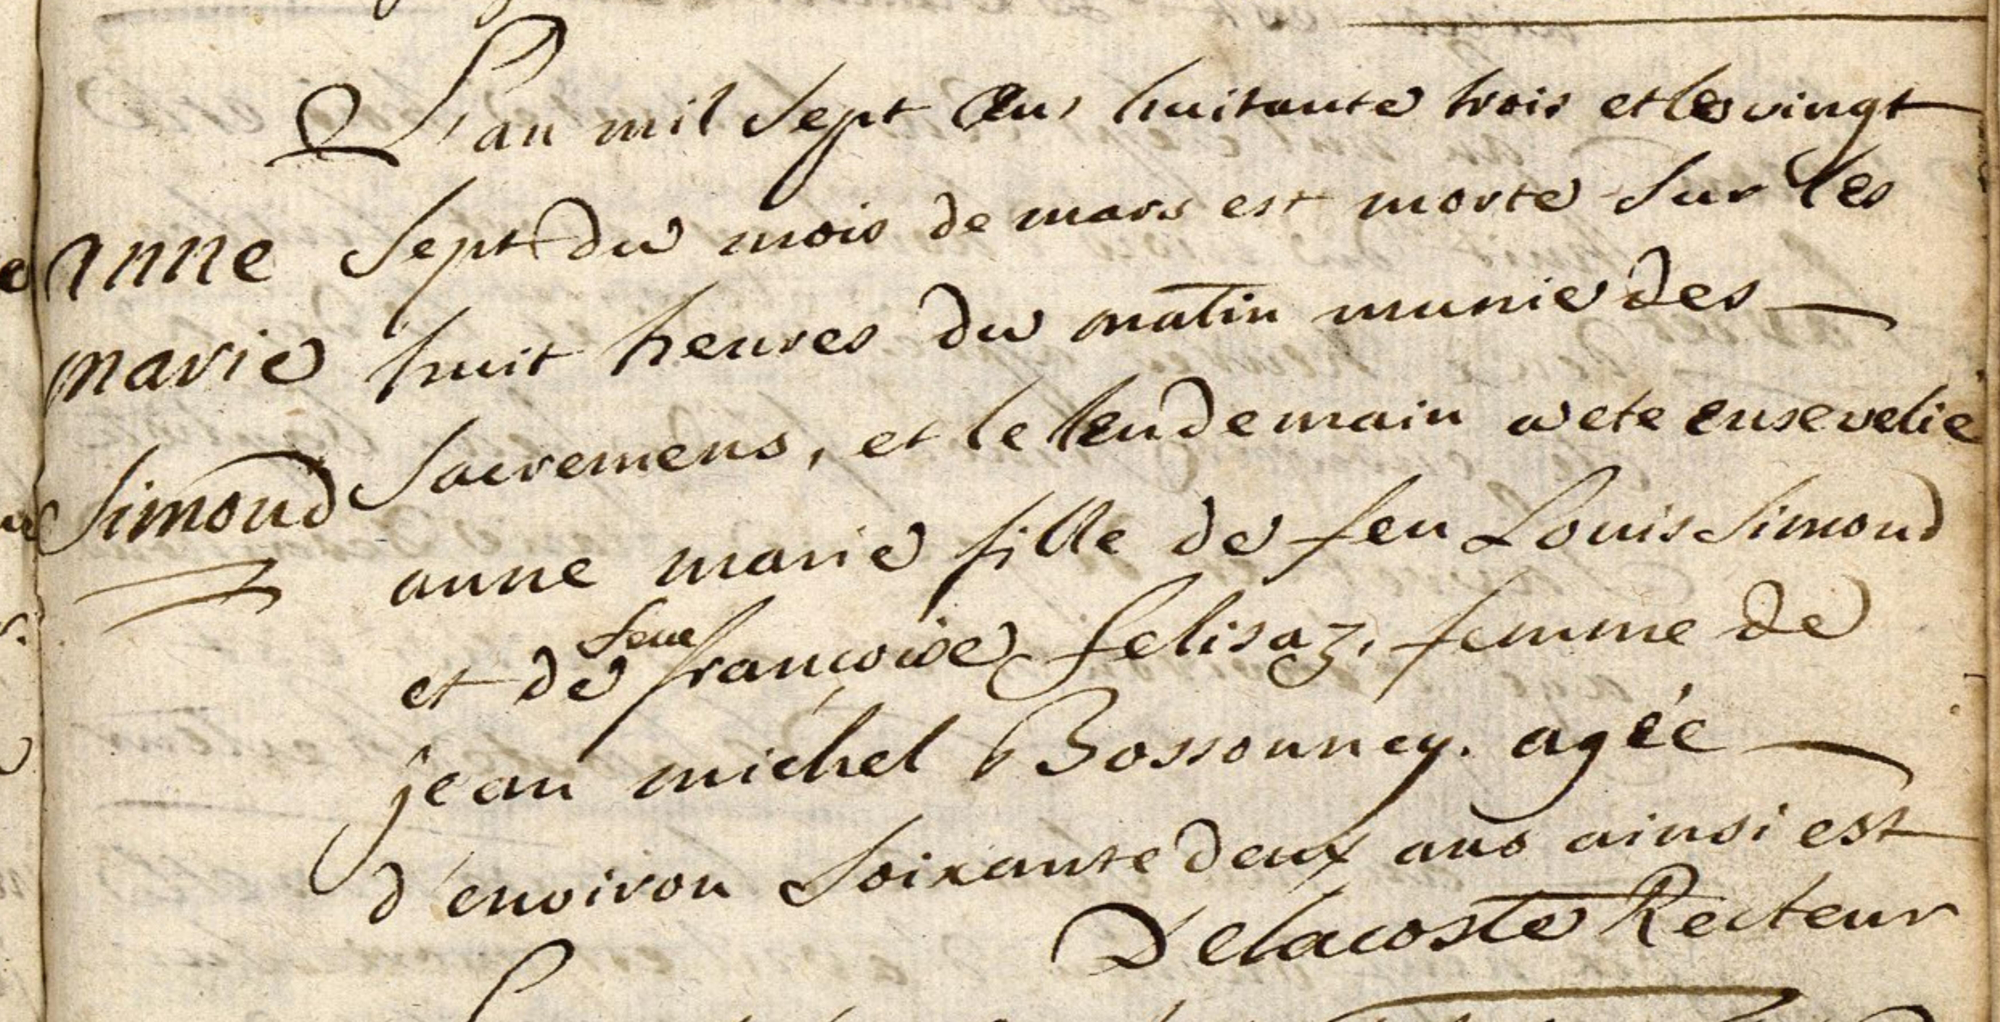 L'an mil sept cens huitante trois et le vingt
anne
sept du mois de mars est morte sur les
marie
huit heures du matin munie des
Simond
sacremens, et le lendemain a ete ensevelie
anne marie fille de feu Louis Simond
et de feue françoise felisaz, femme de
jean michel Bossonney. agée
d'environ soixante deux ans ainsi est
Delacoste Recteur